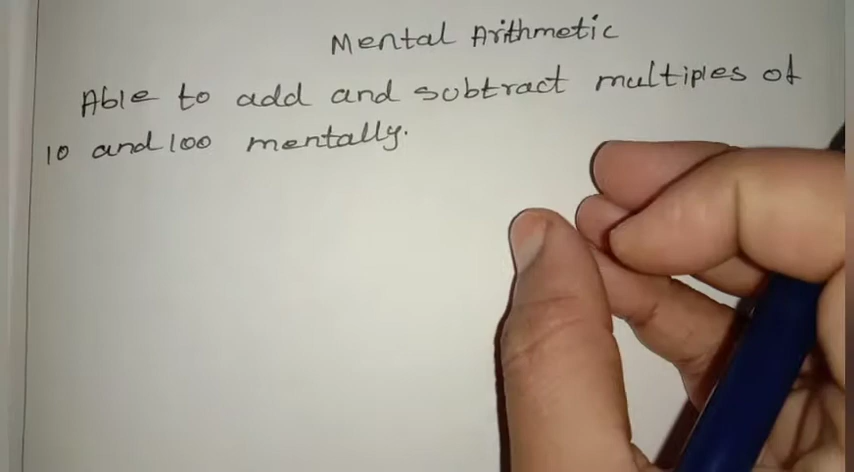 Mental Arithmetic
Able to add and subtract multiples of
10 and 100 mentally.